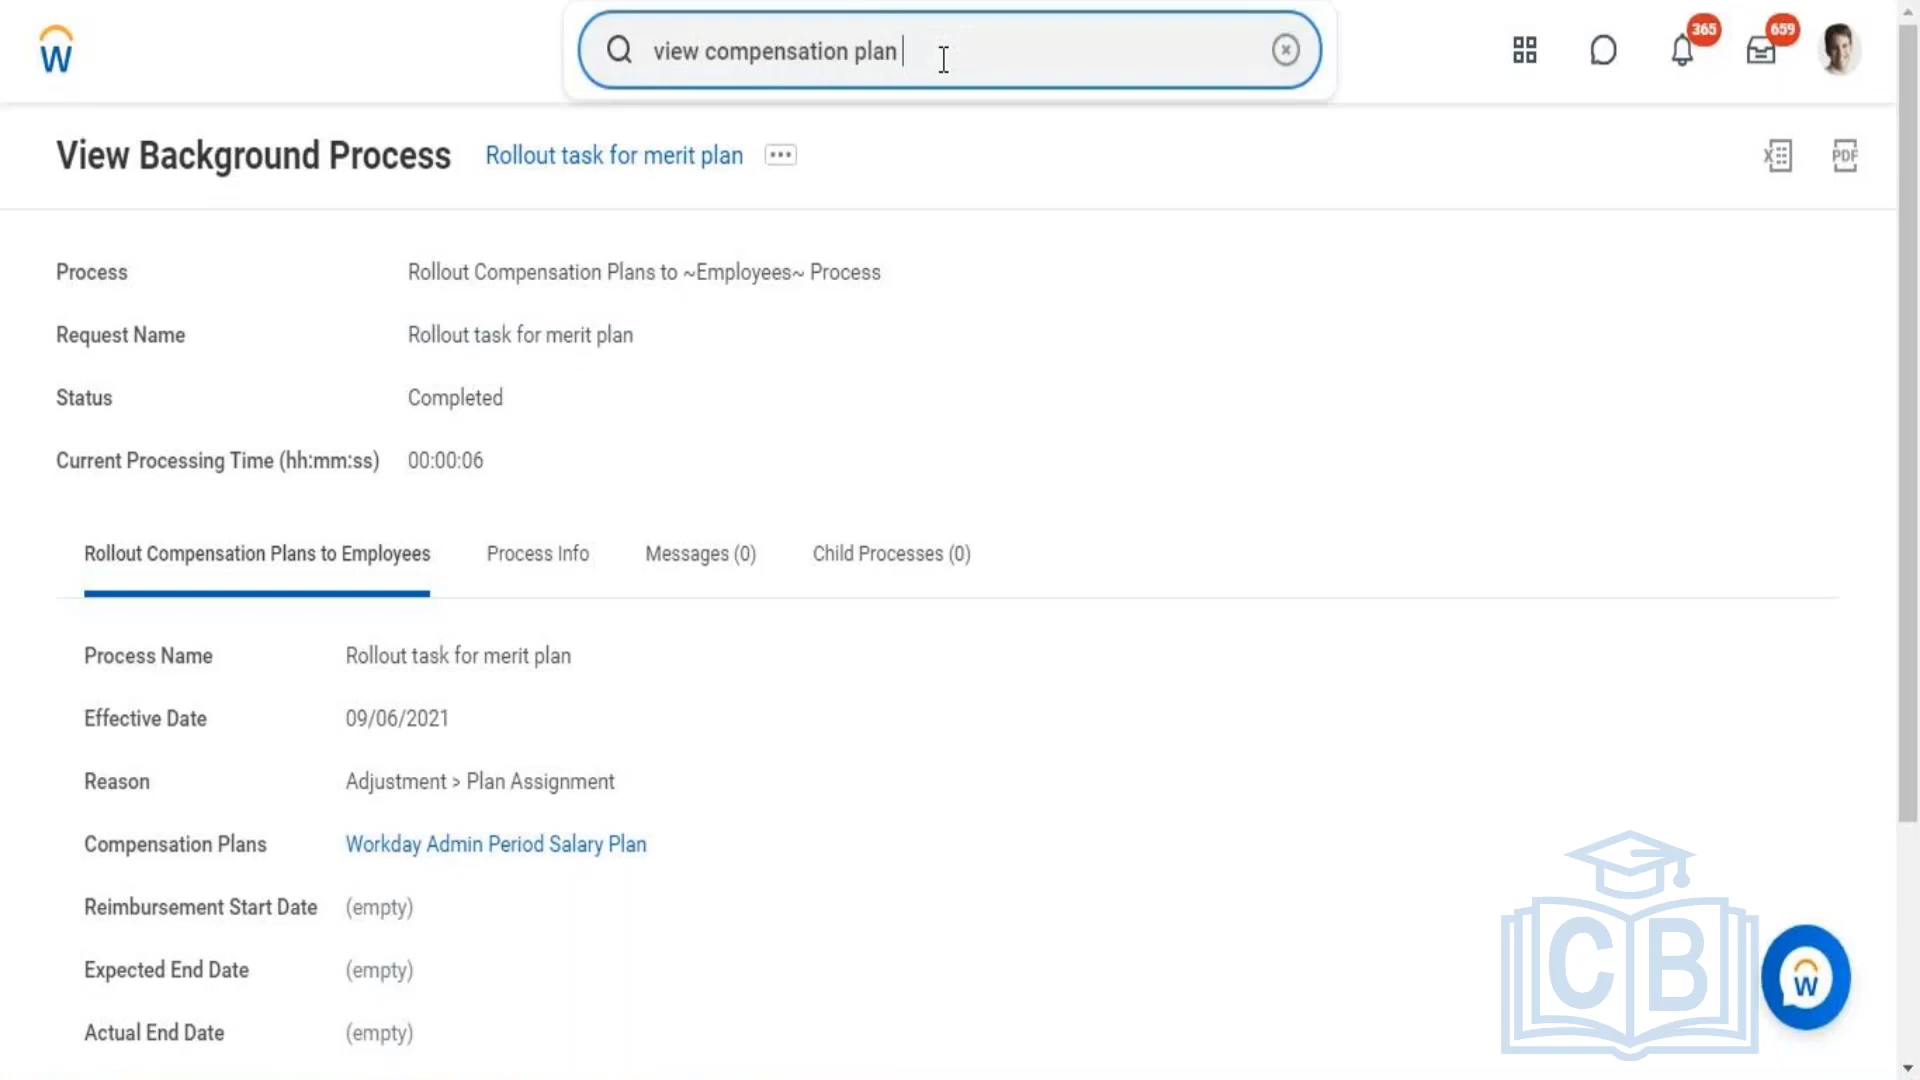 W
view compensation plan
365
659
View Background Process
Rollout task for merit plan
X
PDF
Process
Rollout Compensation Plans to ~Employees~ Process
Request Name
Rollout task for merit plan
Status
Completed
Current Processing Time (hh:mm:ss)
00:00:06
Rollout Compensation Plans to Employees
Process Info
Messages (0)
Child Processes (0)
Process Name
Rollout task for merit plan
Effective Date
09/06/2021
Reason
Adjustment > Plan Assignment
Compensation Plans
Workday Admin Period Salary Plan
Reimbursement Start Date
(empty)
Expected End Date
(empty)
Actual End Date
(empty)
CB
W